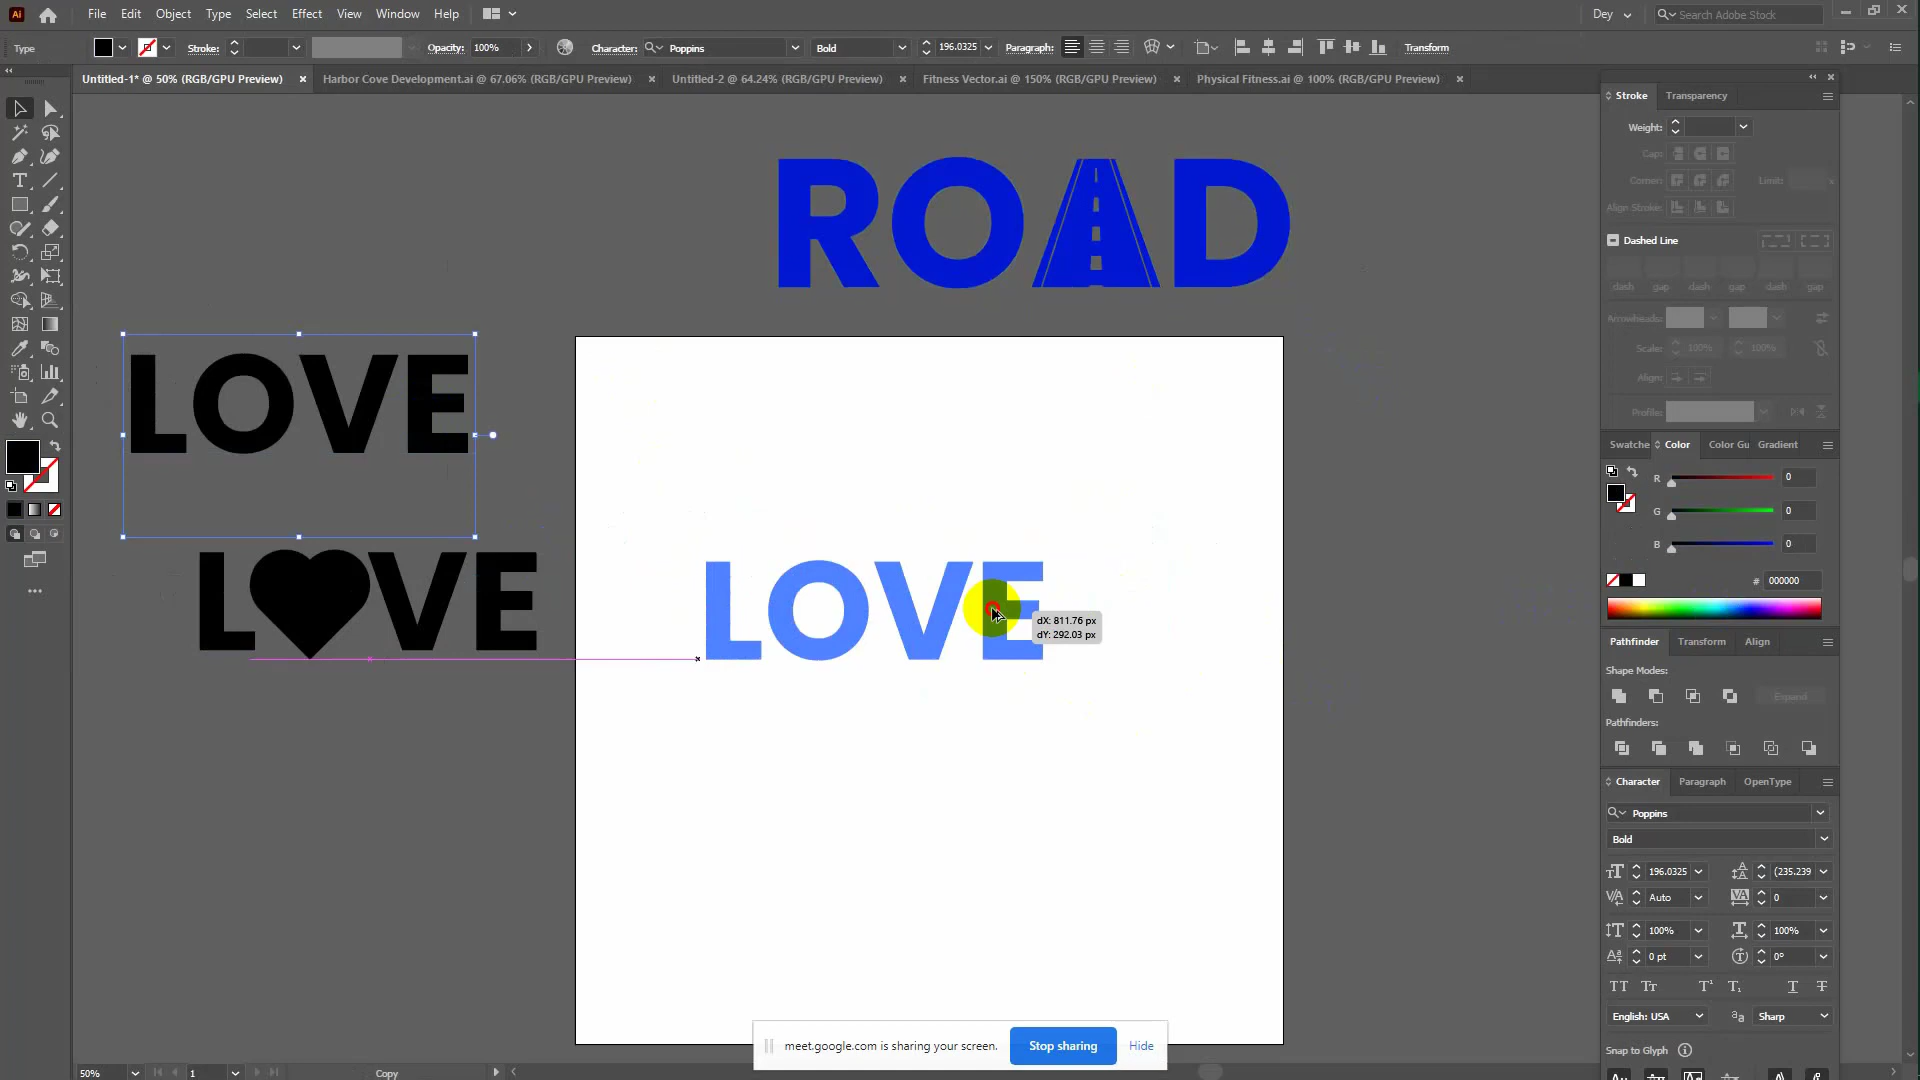 Ai File Edit Object Type Select Effect View Window Help Dey Search Adobe Stock
Type Stroke: Opacity: 100% Character: Poppins Bold 196.0325 Paragraph: Transform
Untitled-1* @ 50% (RGB/GPU Preview) Harbor Cove Development.ai @ 67.06% (RGB/GPU Preview) Untitled-2 @ 64.24% (RGB/GPU Preview) Fitness Vector.ai @ 150% (RGB/GPU Preview) Physical Fitness.ai @ 100% (RGB/GPU Preview)
Stroke Transparency
Weight:
Cap:
Corner: Limit: x
Align Stroke:
Dashed Line
dash gap dash gap dash gap
Arrowheads:
Scale: 100% 100%
Align:
Profile:
ROAD
LOVE
LOVE
LOVE
dX: 811.76 px
dY: 292.03 px
Swatche Color Color Gu Gradient
R 0
G 0
B 0
# 000000
Pathfinder Transform Align
Shape Modes:
Expand
Pathfinders:
Character Paragraph OpenType
Poppins
Bold
196.0325 (235.239
Auto 0
100% 100%
0 pt 0°
English: USA Sharp
Snap to Glyph
meet.google.com is sharing your screen. Stop sharing Hide
50% 1 Copy